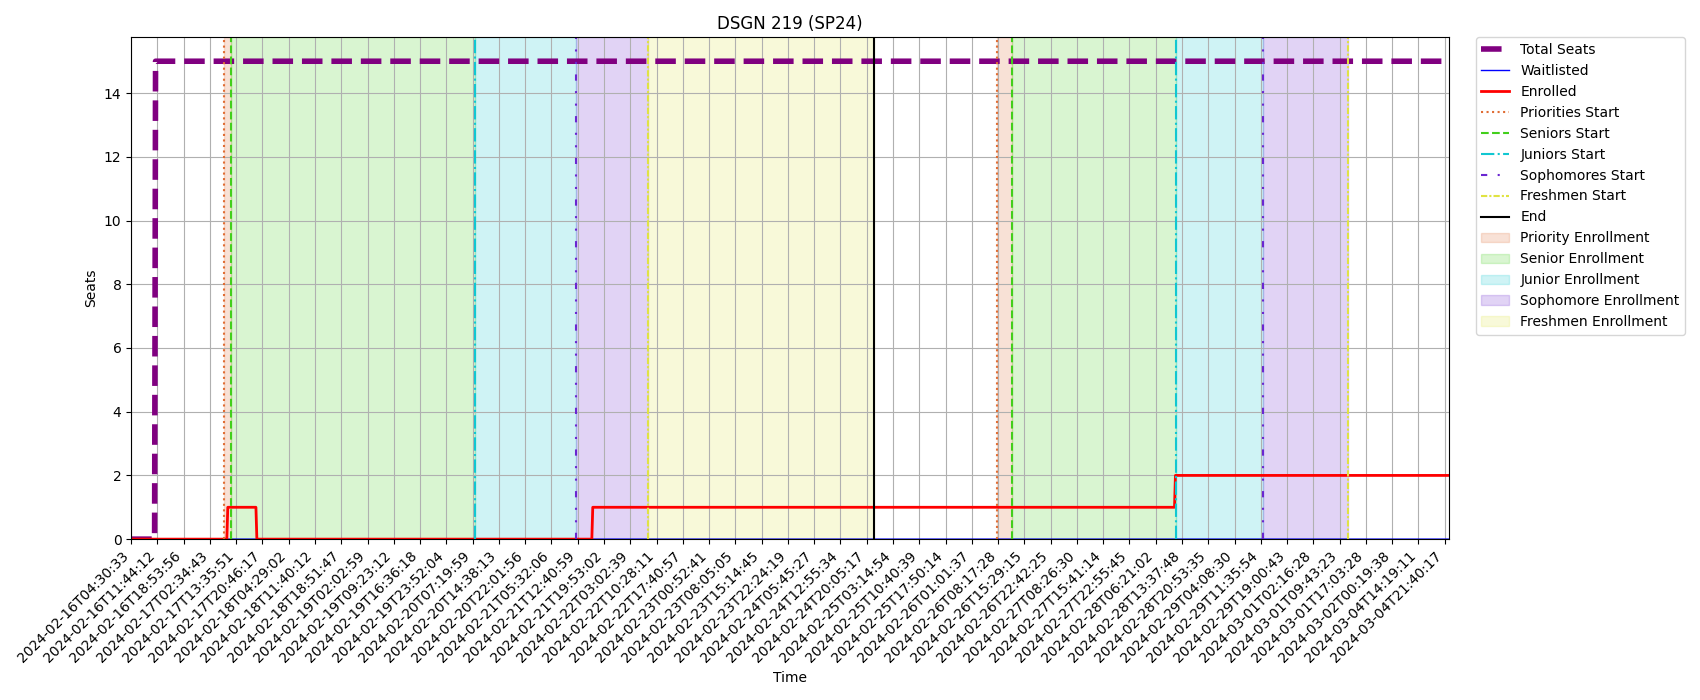 DSGN 219 (SP24)
Seats
14
12
10
8
6
4
2
0
2024-02-16T04:30:33
2024-02-16T11:44:12
2024-02-16T18:53:56
2024-02-17T02:34:43
2024-02-17T13:35:51
2024-02-17T20:46:17
2024-02-18T04:29:02
2024-02-18T11:40:12
2024-02-18T18:51:47
2024-02-19T02:02:59
2024-02-19T09:23:12
2024-02-19T16:36:18
2024-02-19T23:52:04
2024-02-20T07:19:59
2024-02-20T14:38:13
2024-02-20T22:01:56
2024-02-21T05:32:06
2024-02-21T12:40:59
2024-02-21T19:53:02
2024-02-22T03:02:39
2024-02-22T10:28:11
2024-02-22T17:40:57
2024-02-23T00:52:41
2024-02-23T08:05:05
2024-02-23T15:14:45
2024-02-23T22:24:19
2024-02-24T05:45:27
2024-02-24T12:55:34
2024-02-24T20:05:17
2024-02-25T03:14:54
2024-02-25T10:40:39
2024-02-25T17:50:14
2024-02-26T01:01:37
2024-02-26T08:17:28
2024-02-26T15:29:15
2024-02-26T22:42:25
2024-02-27T08:26:30
2024-02-27T15:41:14
2024-02-27T22:55:45
2024-02-28T06:21:02
2024-02-28T13:37:48
2024-02-28T20:53:35
2024-02-29T04:08:30
2024-02-29T11:35:54
2024-02-29T19:00:43
2024-03-01T02:16:28
2024-03-01T09:43:23
2024-03-01T17:03:28
2024-03-02T00:19:38
2024-03-04T14:19:11
2024-03-04T21:40:17
Time
Total Seats
Waitlisted
Enrolled
Priorities Start
Seniors Start
Juniors Start
Sophomores Start
Freshmen Start
End
Priority Enrollment
Senior Enrollment
Junior Enrollment
Sophomore Enrollment
Freshmen Enrollment